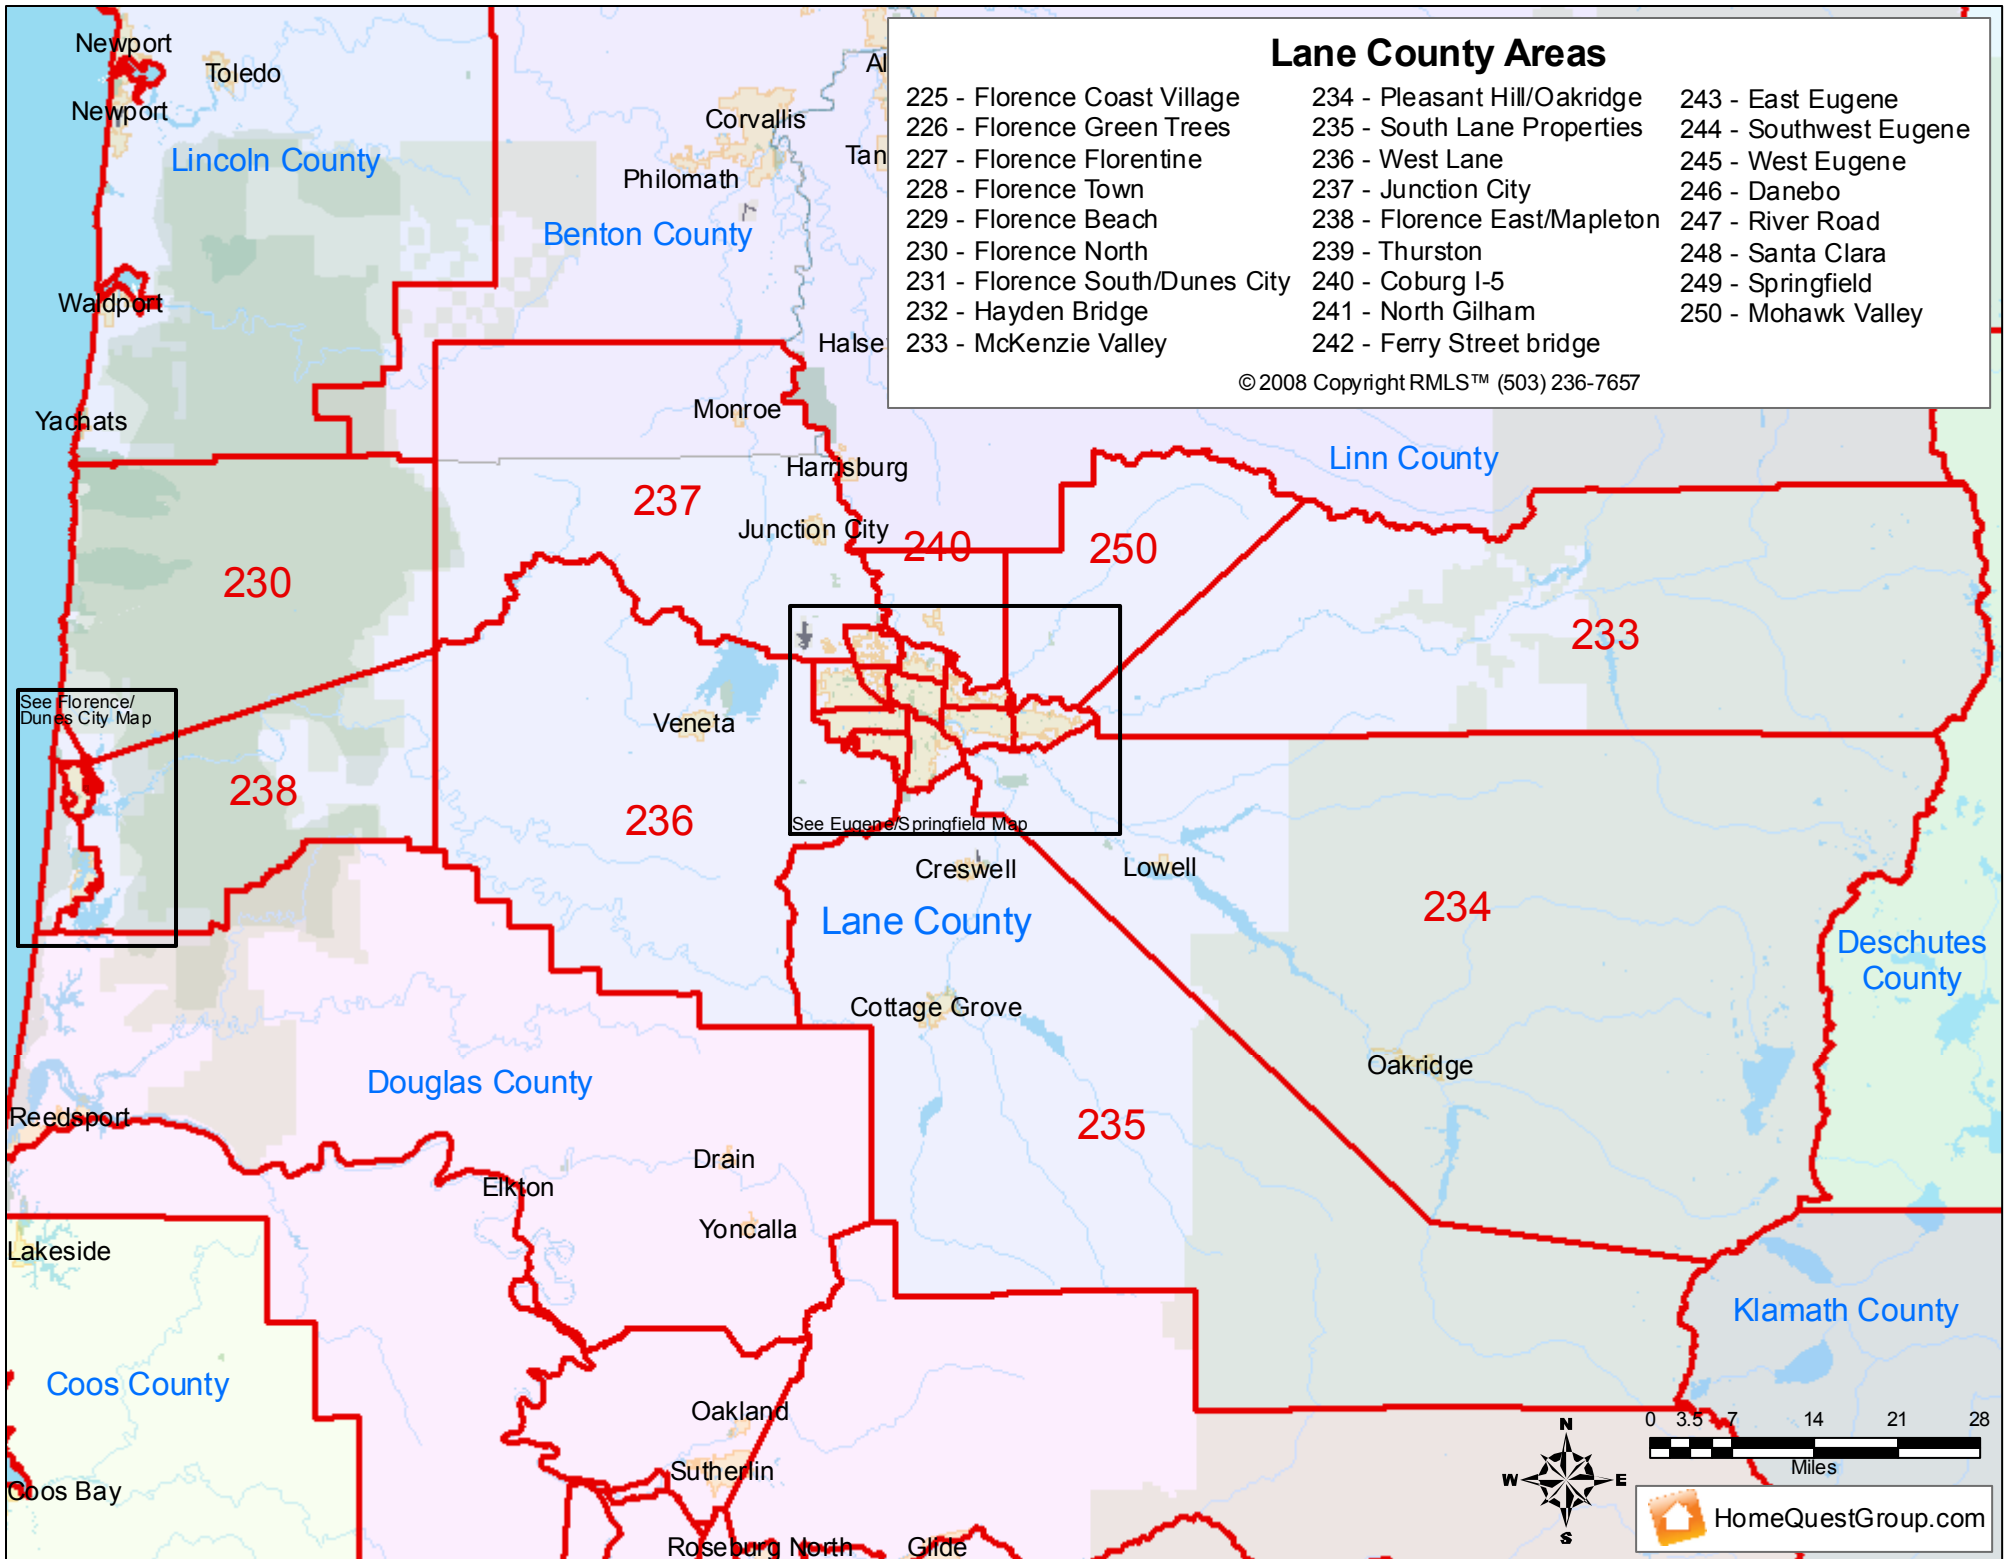 Lane County Areas
225 - Florence Coast Village
226 - Florence Green Trees
227 - Florence Florentine
228 - Florence Town
229 - Florence Beach
230 - Florence North
231 - Florence South/Dunes City
232 - Hayden Bridge
233 - McKenzie Valley
234 - Pleasant Hill/Oakridge
235 - South Lane Properties
236 - West Lane
237 - Junction City
238 - Florence East/Mapleton
239 - Thurston
240 - Coburg I-5
241 - North Gilham
242 - Ferry Street bridge
243 - East Eugene
244 - Southwest Eugene
245 - West Eugene
246 - Danebo
247 - River Road
248 - Santa Clara
249 - Springfield
250 - Mohawk Valley
© 2008 Copyright RMLS™ (503) 236-7657
Newport
Toledo
Newport
Al
Corvallis
Lincoln County
Tan
Philomath
Benton County
Waldport
Halse
Monroe
Yachats
Harrisburg
Linn County
237
Junction City
240
250
230
233
See Florence/
Dunes City Map
Veneta
238
236
See Eugene/Springfield Map
Creswell
Lowell
234
Lane County
Deschutes
County
Cottage Grove
Oakridge
Douglas County
Reedsport
235
Drain
Elkton
Yoncalla
Lakeside
Klamath County
Coos County
Oakland
Sutherlin
Coos Bay
Roseburg North
Glide
N
W
E
S
0 3.5 7 14 21 28
Miles
HomeQuestGroup.com